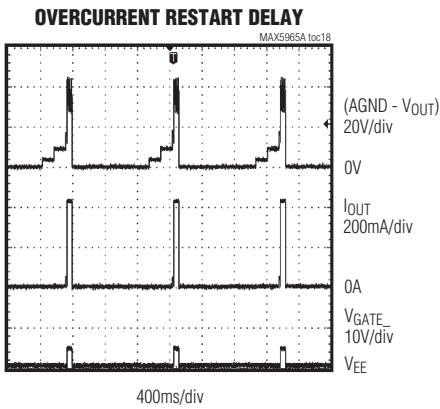 OVERCURRENT RESTART DELAY
MAX5965A toc18
T
(AGND - VOUT)
20V/div
0V
IOUT
200mA/div
0A
VGATE_
10V/div
VEE
400ms/div